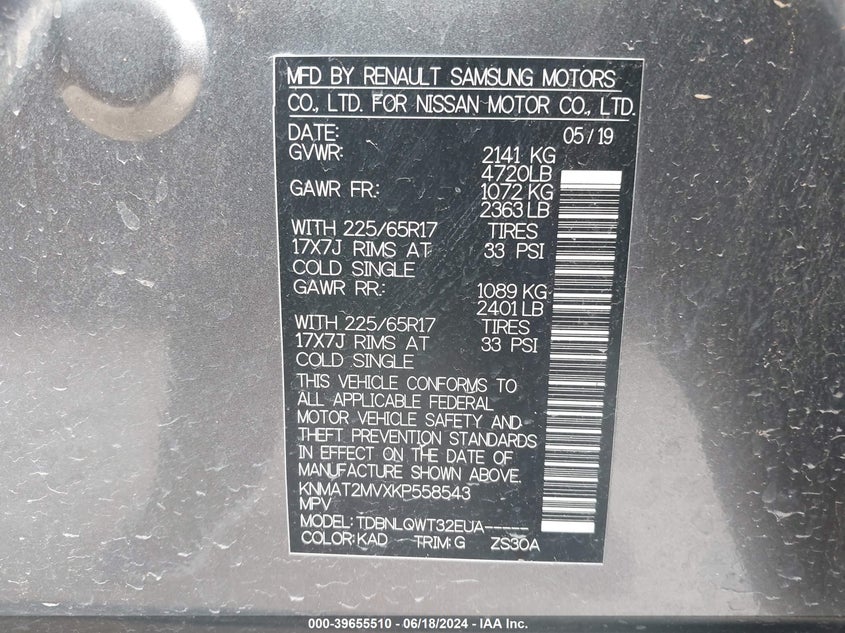 MFD BY RENAULT SAMSUNG MOTORS
CO., LTD. FOR NISSAN MOTOR CO., LTD.
DATE: 05/19
GVWR: 2141 KG
4720LB
GAWR FR: 1072 KG
2363LB
WITH 225/65R17 TIRES
17X7J RIMS AT 33 PSI
COLD SINGLE
GAWR RR: 1089 KG
2401LB
WITH 225/65R17 TIRES
17X7J RIMS AT 33 PSI
COLD SINGLE
THIS VEHICLE CONFORMS TO
ALL APPLICABLE FEDERAL
MOTOR VEHICLE SAFETY AND
THEFT PREVENTION STANDARDS
IN EFFECT ON THE DATE OF
MANUFACTURE SHOWN ABOVE.
KNMAT2MVXKP558543
MPV
MODEL: TDBNLQWT32EUA-----
COLOR: KAD TRIM: G ZS30A
000-39655510 - 06/18/2024 - IAA Inc.